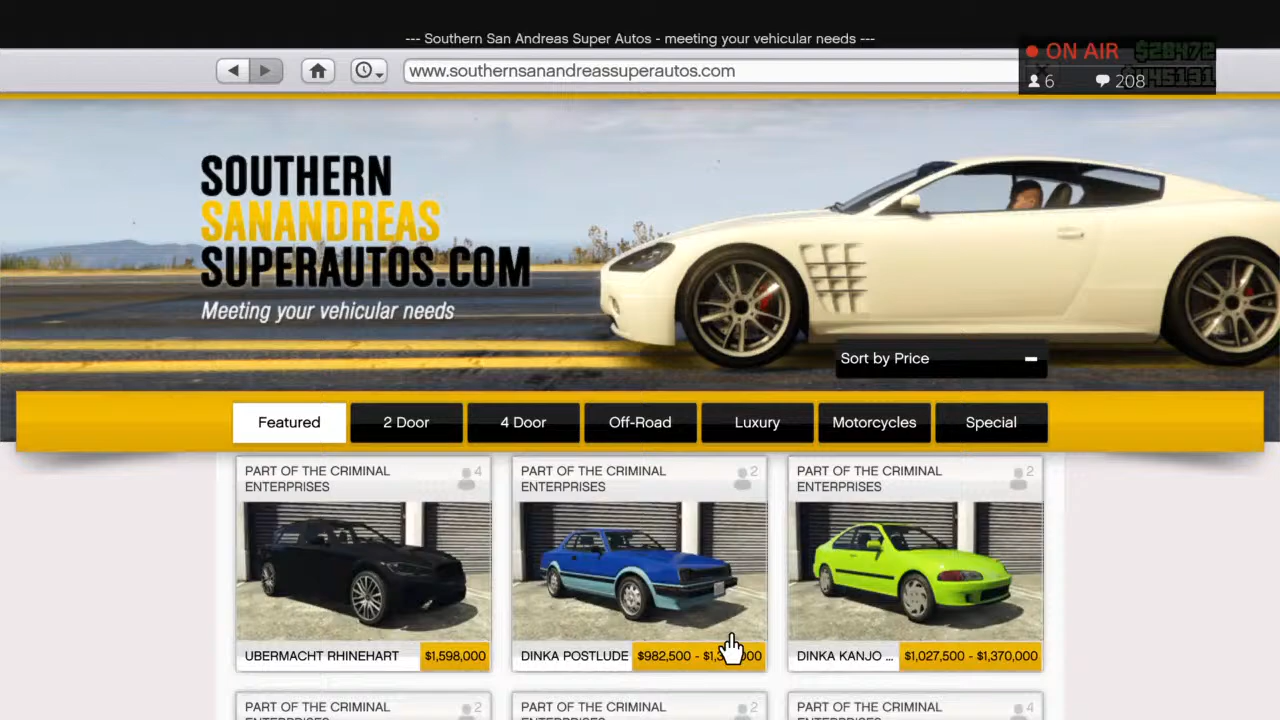 --- Southern San Andreas Super Autos - meeting your vehicular needs ---
ON AIR
6 208
www.southernsanandreassuperautos.com
SOUTHERN
SANANDREAS
SUPERAUTOS.COM
Meeting your vehicular needs
Sort by Price
Featured 2 Door 4 Door Off-Road Luxury Motorcycles Special
PART OF THE CRIMINAL
ENTERPRISES
4
UBERMACHT RHINEHART $1,598,000
PART OF THE CRIMINAL
ENTERPRISES
2
DINKA POSTLUDE $982,500 -
PART OF THE CRIMINAL
ENTERPRISES
2
DINKA KANJO ... $1,027,500 - $1,370,000
PART OF THE CRIMINAL
2
PART OF THE CRIMINAL
2
PART OF THE CRIMINAL
4